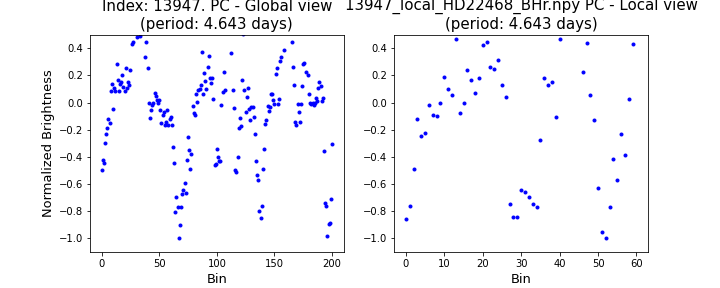 Index: 13947. PC - Global view
(period: 4.643 days)
13947_local_HD22468_BHr.npy PC - Local view
(period: 4.643 days)
Normalized Brightness
0.4
0.2
0.0
−0.2
−0.4
−0.6
−0.8
−1.0
0 50 100 150 200
Bin
0.4
0.2
0.0
−0.2
−0.4
−0.6
−0.8
−1.0
0 10 20 30 40 50 60
Bin